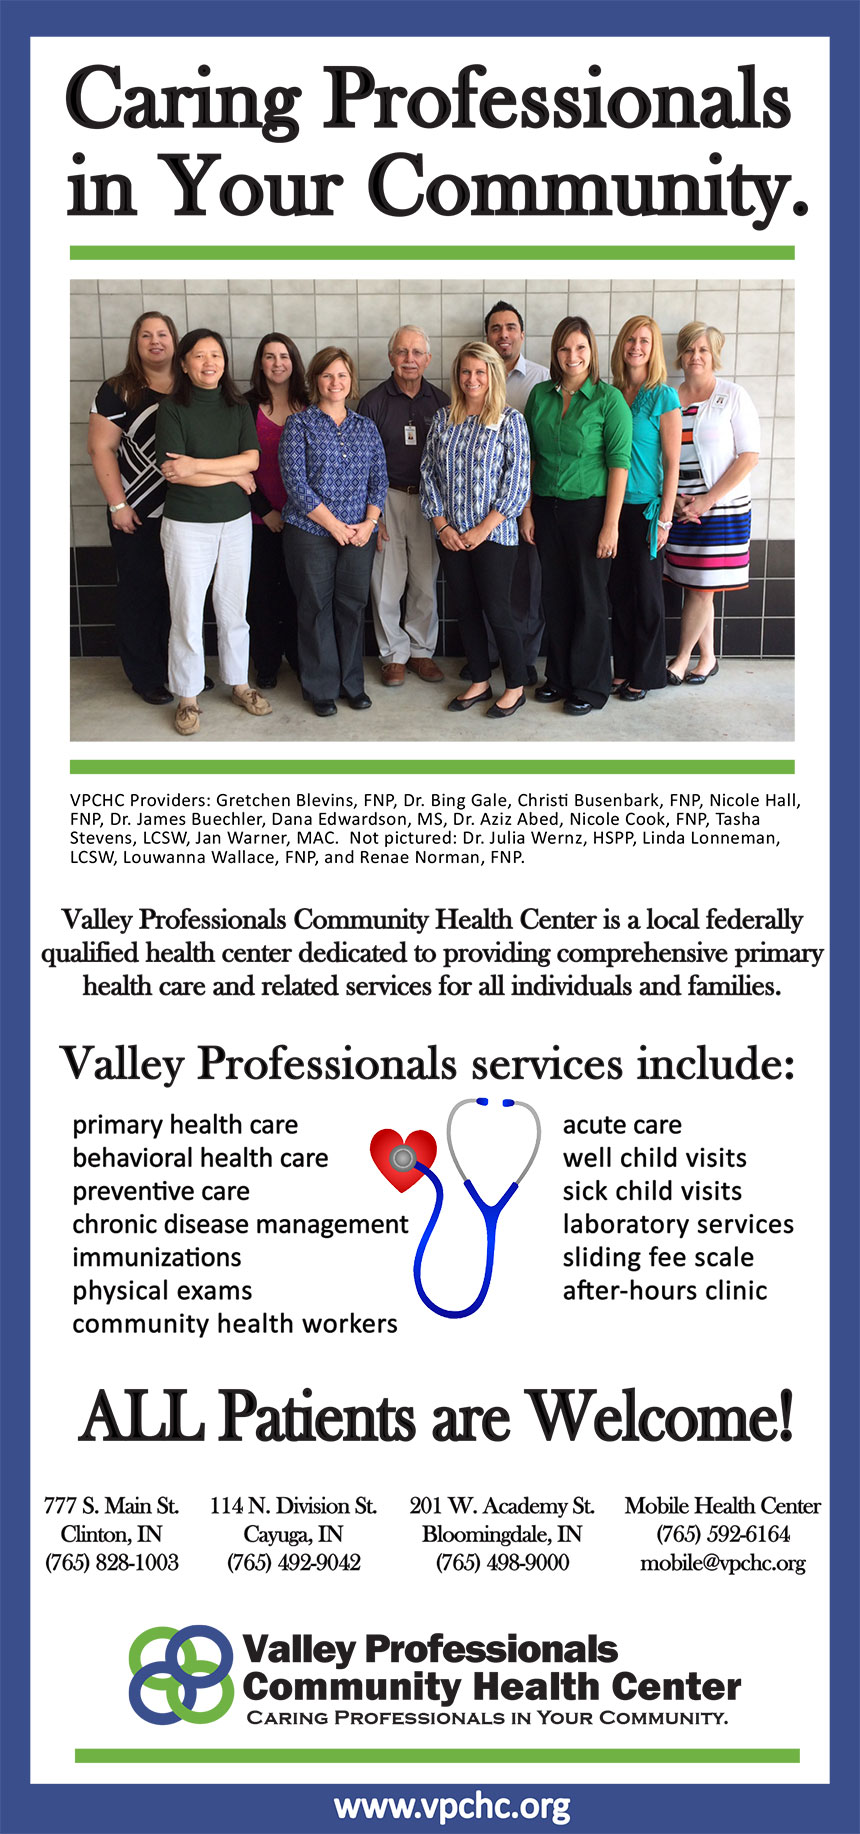 Caring Professionals
in Your Community.
VPCHC Providers: Gretchen Blevins, FNP, Dr. Bing Gale, Christi Busenbark, FNP, Nicole Hall,
FNP, Dr. James Buechler, Dana Edwardson, MS, Dr. Aziz Abed, Nicole Cook, FNP, Tasha
Stevens, LCSW, Jan Warner, MAC.  Not pictured: Dr. Julia Wernz, HSPP, Linda Lonneman,
LCSW, Louwanna Wallace, FNP, and Renae Norman, FNP.
Valley Professionals Community Health Center is a local federally
qualified health center dedicated to providing comprehensive primary
health care and related services for all individuals and families.
Valley Professionals services include:
primary health care
behavioral health care
preventive care
chronic disease management
immunizations
physical exams
community health workers
acute care
well child visits
sick child visits
laboratory services
sliding fee scale
after-hours clinic
ALL Patients are Welcome!
777 S. Main St.
Clinton, IN
(765) 828-1003
114 N. Division St.
Cayuga, IN
(765) 492-9042
201 W. Academy St.
Bloomingdale, IN
(765) 498-9000
Mobile Health Center
(765) 592-6164
mobile@vpchc.org
Valley Professionals
Community Health Center
CARING PROFESSIONALS IN YOUR COMMUNITY.
www.vpchc.org